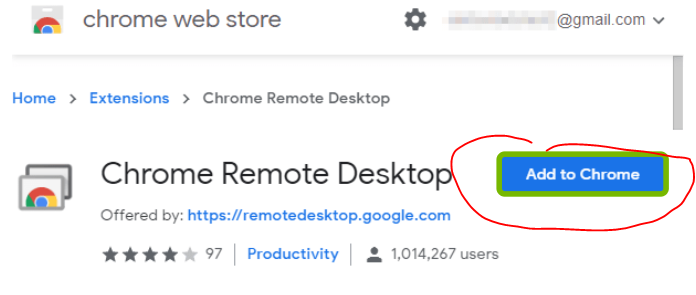 chrome web store @gmail.com
Home > Extensions > Chrome Remote Desktop
Chrome Remote Desktop Add to Chrome
Offered by: https://remotedesktop.google.com
97 Productivity 1,014,267 users